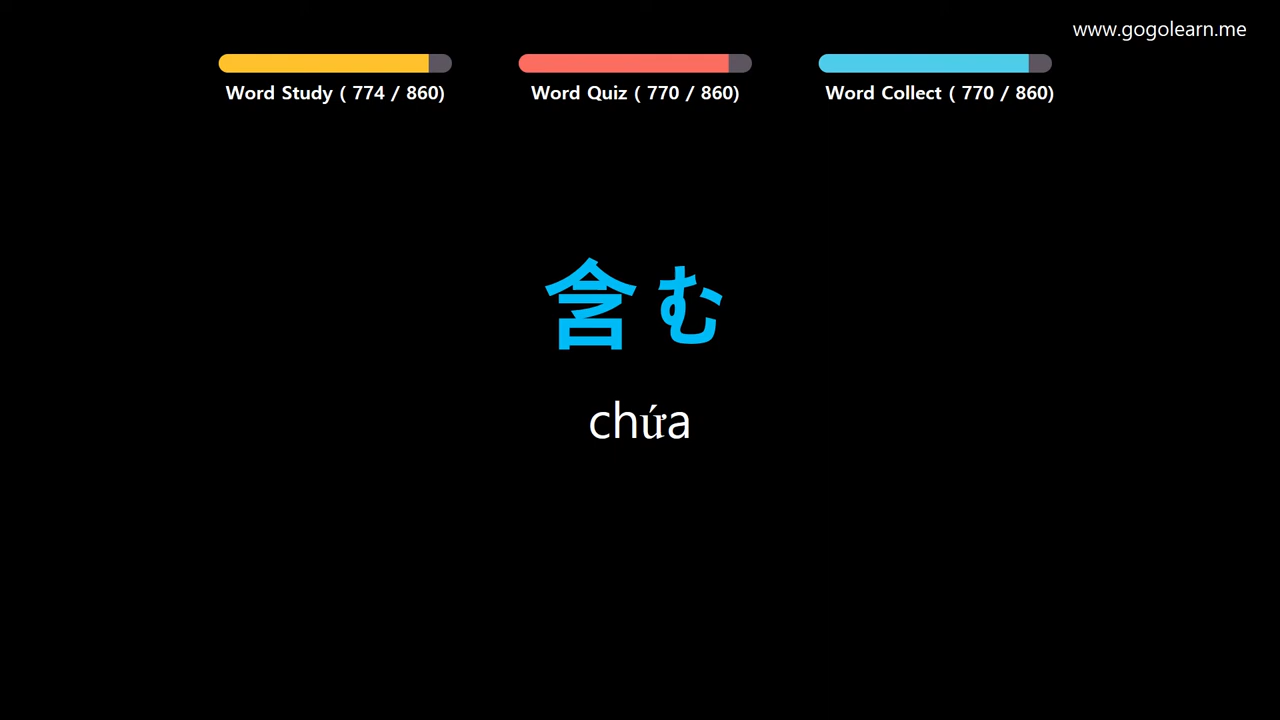 www.gogolearn.me
Word Study ( 774 / 860)
Word Quiz ( 770 / 860)
Word Collect ( 770 / 860)
含む
chứa